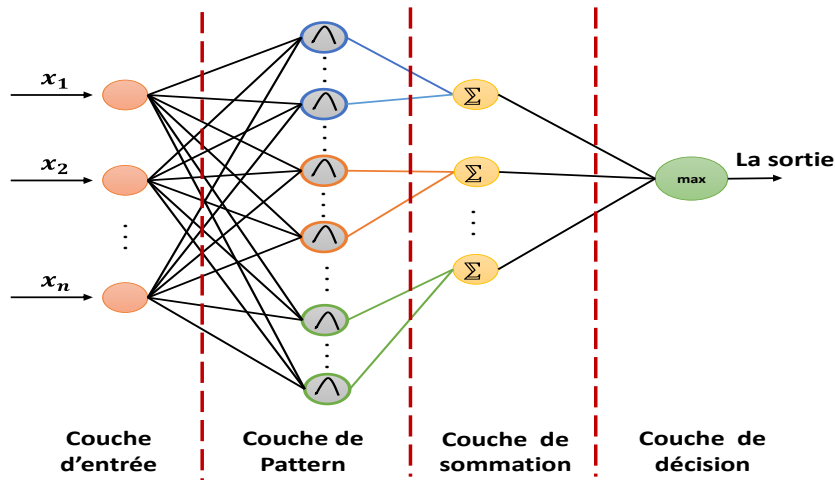 x₁
x₂
xₙ
Σ
Σ
Σ
max
La sortie
Couche
d'entrée
Couche de
Pattern
Couche de
sommation
Couche de
décision